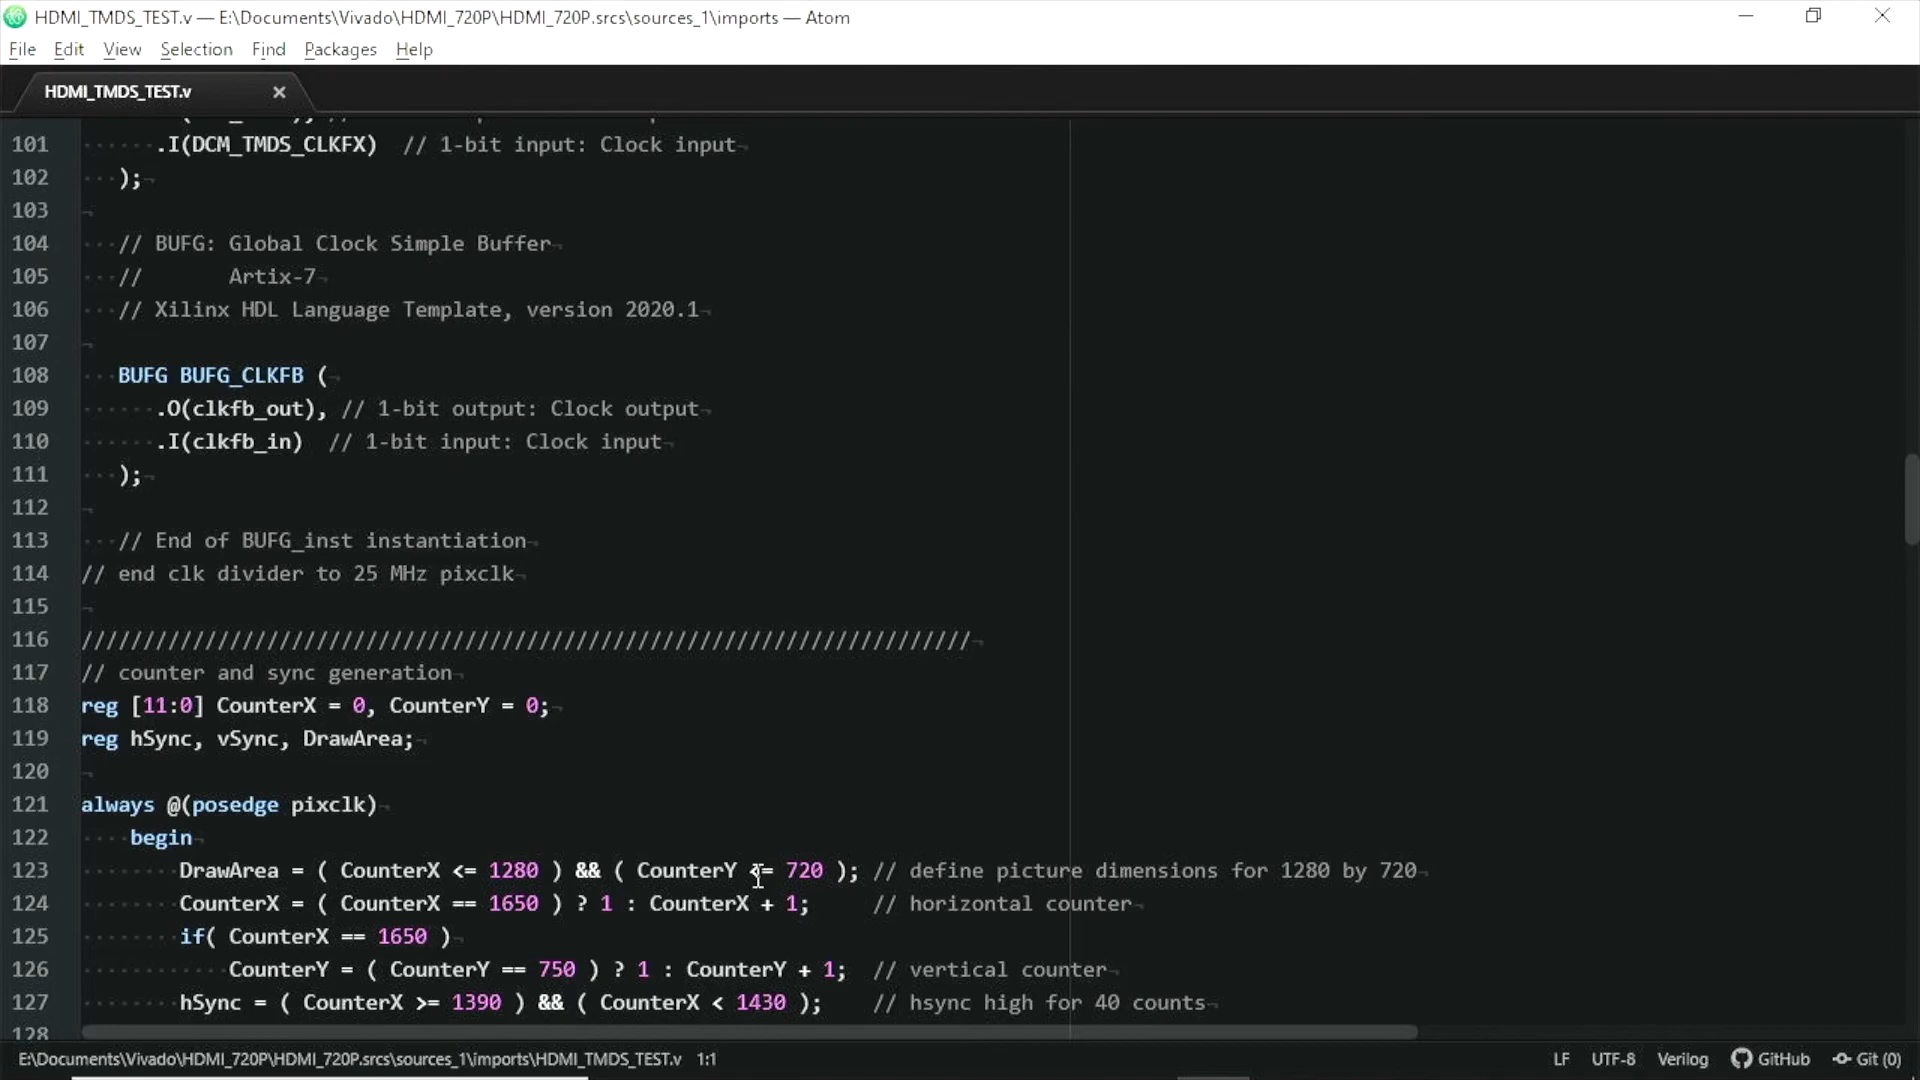 HDMI_TMDS_TEST.v — E:\Documents\Vivado\HDMI_720P\HDMI_720P.srcs\sources_1\imports — Atom
File Edit View Selection Find Packages Help
HDMI_TMDS_TEST.v
101 .I(DCM_TMDS_CLKFX) // 1-bit input: Clock input
102 );
103
104 // BUFG: Global Clock Simple Buffer
105 // Artix-7
106 // Xilinx HDL Language Template, version 2020.1
107
108 BUFG BUFG_CLKFB (
109 .O(clkfb_out), // 1-bit output: Clock output
110 .I(clkfb_in) // 1-bit input: Clock input
111 );
112
113 // End of BUFG_inst instantiation
114 // end clk divider to 25 MHz pixclk
115
116 ////////////////////////////////////////////////////////////////////////
117 // counter and sync generation
118 reg [11:0] CounterX = 0, CounterY = 0;
119 reg hSync, vSync, DrawArea;
120
121 always @(posedge pixclk)
122 begin
123 DrawArea = ( CounterX <= 1280 ) && ( CounterY <= 720 ); // define picture dimensions for 1280 by 720
124 CounterX = ( CounterX == 1650 ) ? 1 : CounterX + 1; // horizontal counter
125 if( CounterX == 1650 )
126 CounterY = ( CounterY == 750 ) ? 1 : CounterY + 1; // vertical counter
127 hSync = ( CounterX >= 1390 ) && ( CounterX < 1430 ); // hsync high for 40 counts
128
E:\Documents\Vivado\HDMI_720P\HDMI_720P.srcs\sources_1\imports\HDMI_TMDS_TEST.v 1:1 LF UTF-8 Verilog GitHub Git (0)